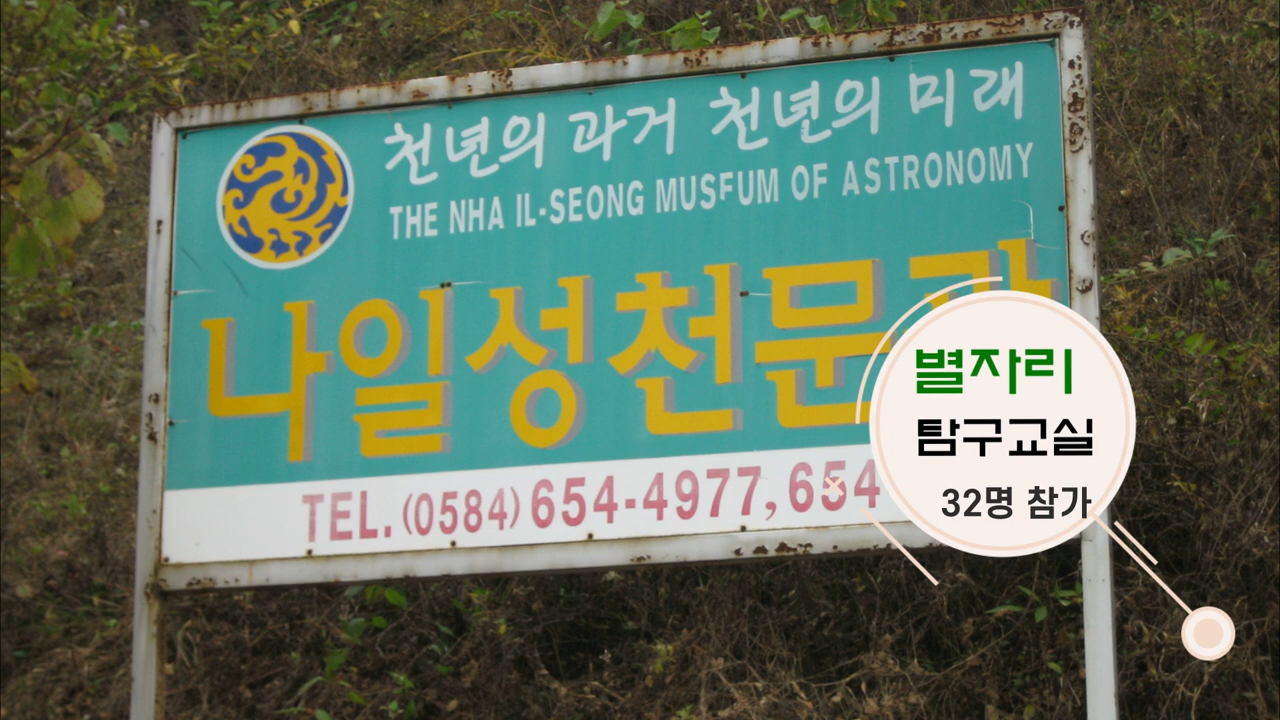 천년의 과거 천년의 미래
THE NHA IL-SEONG MUSEUM OF ASTRONOMY
나일성천문관
TEL. (0584) 654-4977, 654
별자리
탐구교실
32명 참가